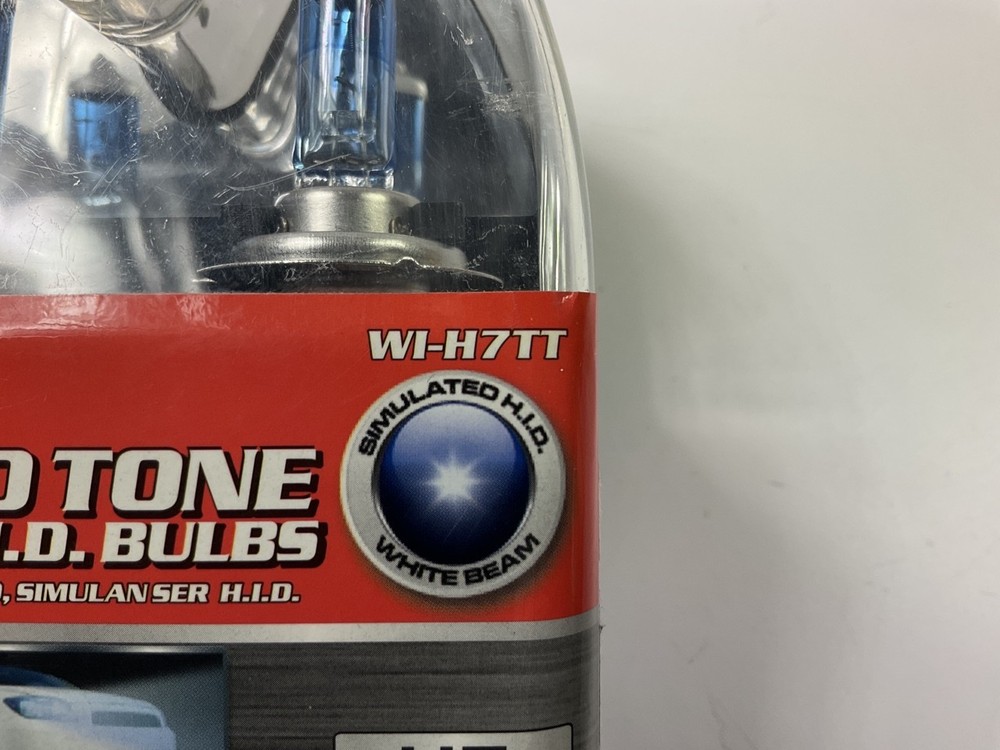 WI-H7TT
SIMULATED H.I.D.
WHITE BEAM
O TONE
I.D. BULBS
, SIMULAN SER H.I.D.